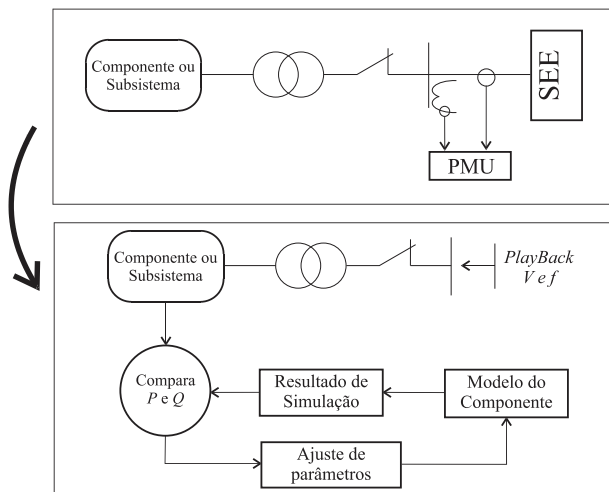 Componente ou
Subsistema
SEE
PMU
Componente ou
Subsistema
PlayBack
V e f
Compara
P e Q
Resultado de
Simulação
Modelo do
Componente
Ajuste de
parâmetros